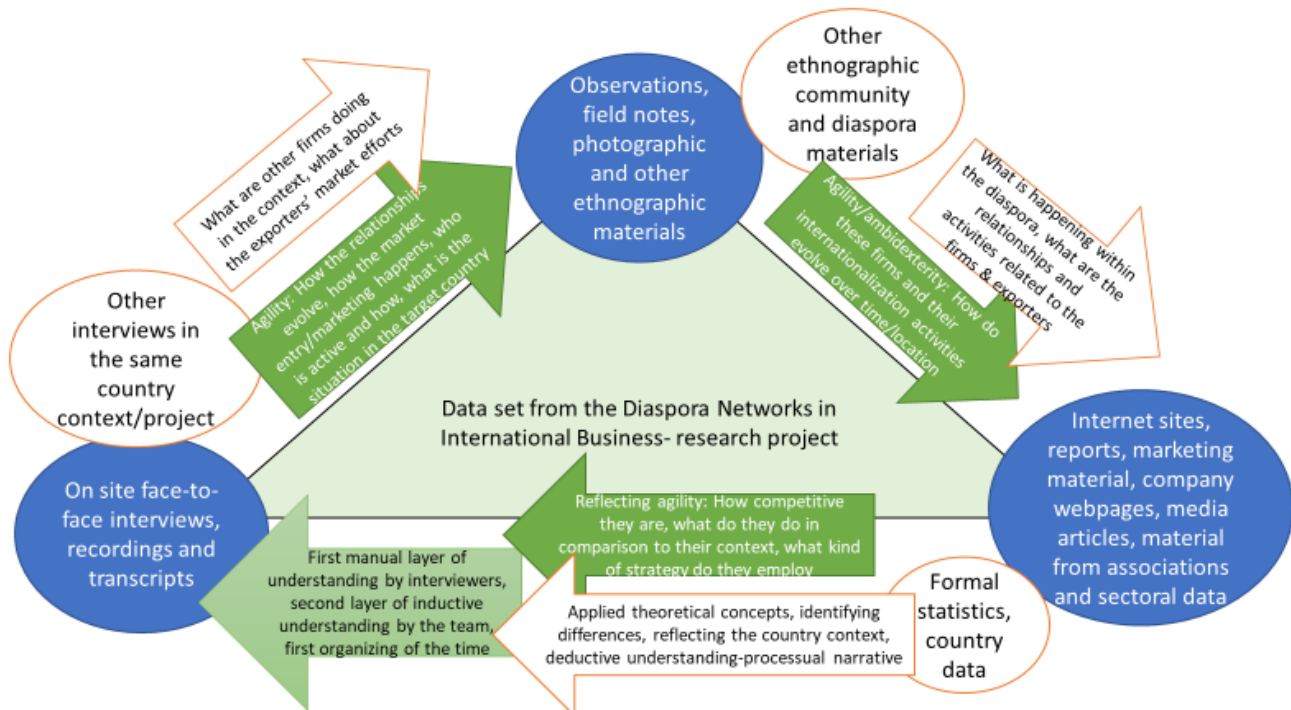 Observations,
field notes,
photographic
and other
ethnographic
materials
Other
ethnographic
community
and diaspora
materials
What are other firms doing
in the context, what about
the exporters' market efforts
Agility: How the relationships
evolve, how the market
entry/marketing happens, who
is active and how, what is the
situation in the target country
Agility/ambidexterity: How do
these firms and their
internationalization activities
evolve over time/location
What is happening within
the diaspora, what are the
relationships and
activities related to the
firms & exporters
Other
interviews in
the same
country
context/project
Data set from the Diaspora Networks in
International Business- research project
On site face-to-
face interviews,
recordings and
transcripts
Internet sites,
reports, marketing
material, company
webpages, media
articles, material
from associations
and sectoral data
Reflecting agility: How competitive
they are, what do they do in
comparison to their context, what kind
of strategy do they employ
First manual layer of
understanding by interviewers,
second layer of inductive
understanding by the team,
first organizing of the time
Applied theoretical concepts, identifying
differences, reflecting the country context,
deductive understanding-processual narrative
Formal
statistics,
country
data